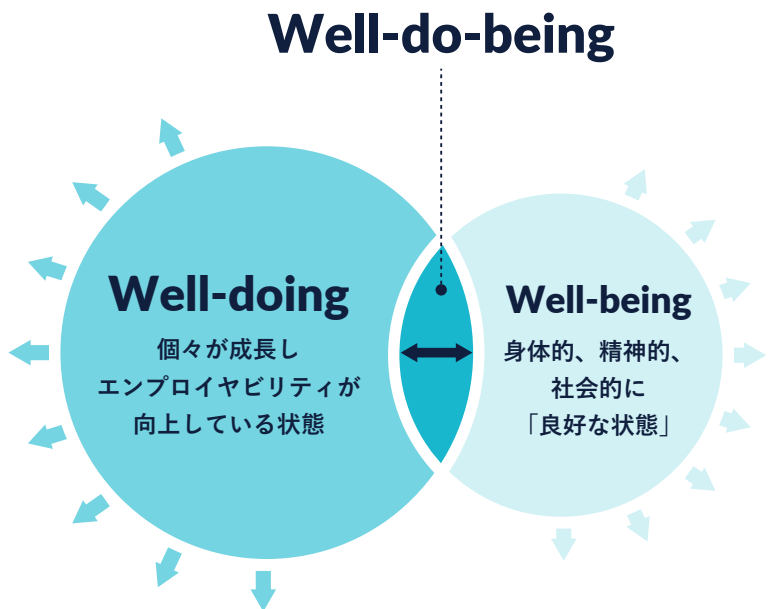 Well-do-being
Well-doing
個々が成長し
エンプロイヤビリティが
向上している状態
Well-being
身体的、精神的、
社会的に
「良好な状態」